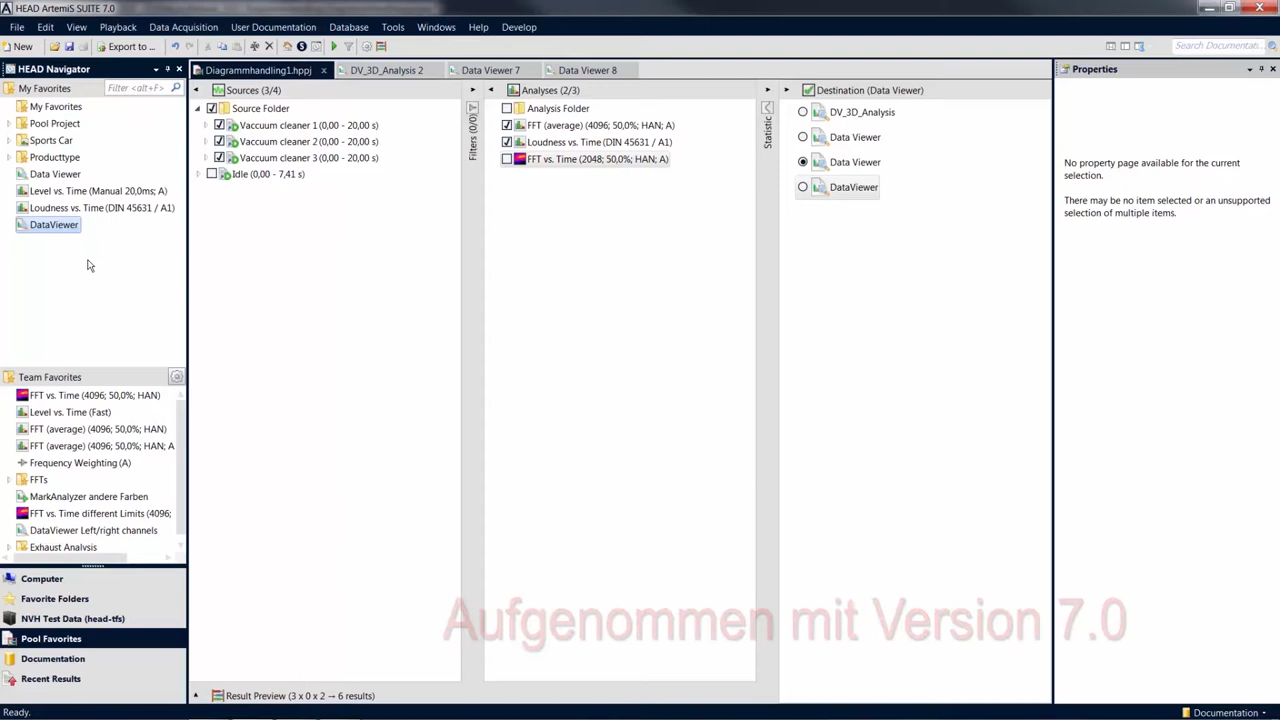 HEAD ArtemiS SUITE 7.0
File Edit View Playback Data Acquisition User Documentation Database Tools Windows Help Develop
New Export to ... Search Documentati...
HEAD Navigator
My Favorites Filter <alt+F>
My Favorites
Pool Project
Sports Car
Producttype
Data Viewer
Level vs. Time (Manual 20,0ms; A)
Loudness vs. Time (DIN 45631 / A1)
DataViewer
Team Favorites
FFT vs. Time (4096; 50,0%; HAN)
Level vs. Time (Fast)
FFT (average) (4096; 50,0%; HAN)
FFT (average) (4096; 50,0%; HAN; A
Frequency Weighting (A)
FFTs
MarkAnalyzer andere Farben
FFT vs. Time different Limits (4096;
DataViewer Left/right channels
Exhaust Analysis
Computer
Favorite Folders
NVH Test Data (head-tfs)
Pool Favorites
Documentation
Recent Results
Ready.
Diagrammhandling1.hppj DV_3D_Analysis 2 Data Viewer 7 Data Viewer 8
Sources (3/4)
Source Folder
Vaccuum cleaner 1 (0,00 - 20,00 s)
Vaccuum cleaner 2 (0,00 - 20,00 s)
Vaccuum cleaner 3 (0,00 - 20,00 s)
Idle (0,00 - 7,41 s)
Filters (0/0)
Analyses (2/3)
Analysis Folder
FFT (average) (4096; 50,0%; HAN; A)
Loudness vs. Time (DIN 45631 / A1)
FFT vs. Time (2048; 50,0%; HAN; A)
Statistic
Destination (Data Viewer)
DV_3D_Analysis
Data Viewer
Data Viewer
DataViewer
Properties
No property page available for the current
selection.
There may be no item selected or an unsupported
selection of multiple items.
Aufgenommen mit Version 7.0
Result Preview (3 x 0 x 2 → 6 results)
Documentation